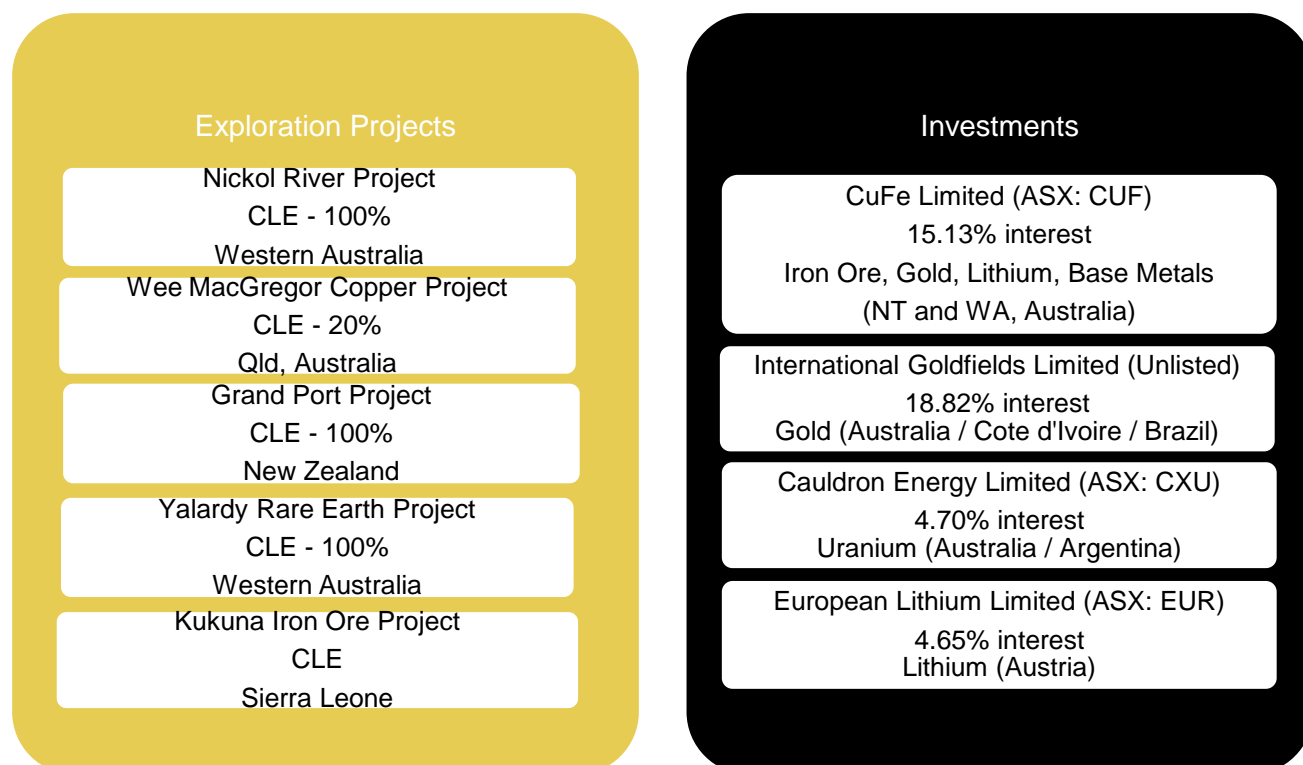 Exploration Projects
Nickol River Project
CLE - 100%
Western Australia
Wee MacGregor Copper Project
CLE - 20%
Qld, Australia
Grand Port Project
CLE - 100%
New Zealand
Yalardy Rare Earth Project
CLE - 100%
Western Australia
Kukuna Iron Ore Project
CLE
Sierra Leone
Investments
CuFe Limited (ASX: CUF)
15.13% interest
Iron Ore, Gold, Lithium, Base Metals
(NT and WA, Australia)
International Goldfields Limited (Unlisted)
18.82% interest
Gold (Australia / Cote d'Ivoire / Brazil)
Cauldron Energy Limited (ASX: CXU)
4.70% interest
Uranium (Australia / Argentina)
European Lithium Limited (ASX: EUR)
4.65% interest
Lithium (Austria)